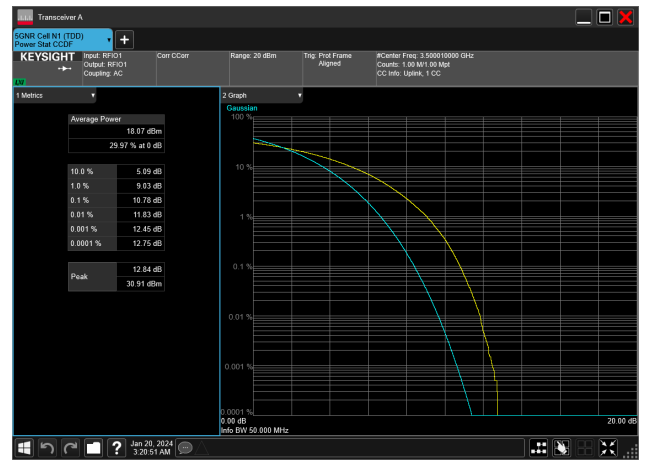 Transceiver A
5GNR Cell N1 (TDD)
Power Stat CCDF
KEYSIGHT
Input: RFIO1
Output: RFIO1
Coupling: AC
Corr CCorr
Range: 20 dBm
Trig: Prot Frame
Aligned
#Center Freq: 3.500010000 GHz
Counts: 1.00 M/1.00 Mpt
CC Info: Uplink, 1 CC
1 Metrics
Average Power
18.07 dBm
29.97 % at 0 dB
10.0 % 5.09 dB
1.0 % 9.03 dB
0.1 % 10.78 dB
0.01 % 11.83 dB
0.001 % 12.45 dB
0.0001 % 12.75 dB
Peak
12.84 dB
30.91 dBm
2 Graph
Gaussian
100 %
10 %
1 %
0.1 %
0.01 %
0.001 %
0.0001 %
0.00 dB
20.00 dB
Info BW 50.000 MHz
Jan 20, 2024
3:20:51 AM